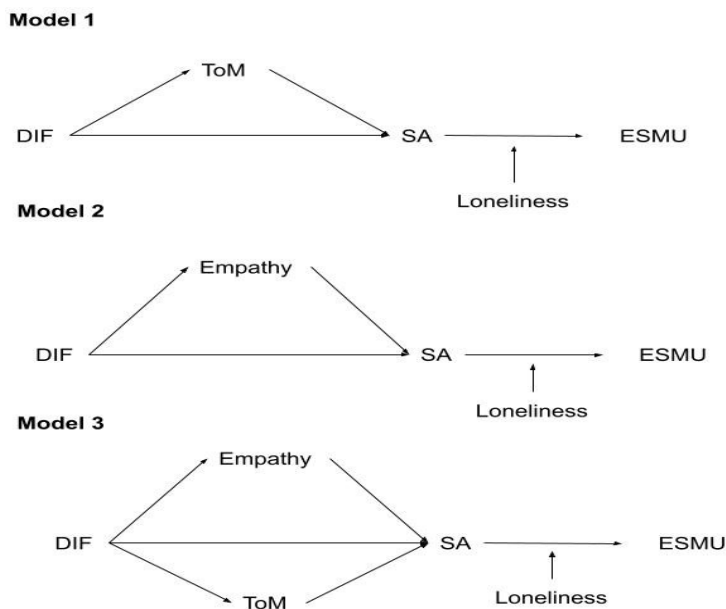 Model 1
ToM
DIF
SA
ESMU
Loneliness
Model 2
Empathy
DIF
SA
ESMU
Loneliness
Model 3
Empathy
DIF
SA
ESMU
Loneliness
ToM